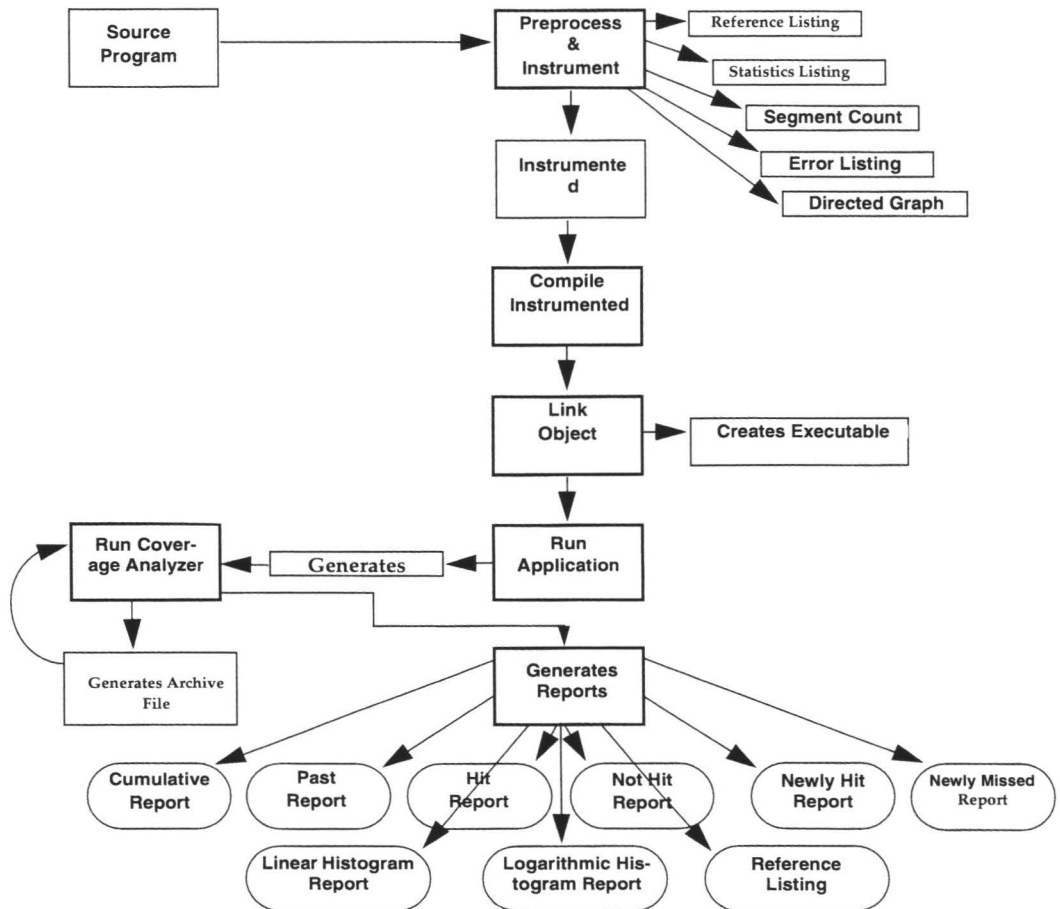 Source
Program
Preprocess
&
Instrument
Reference Listing
Statistics Listing
Segment Count
Error Listing
Directed Graph
Instrumente
d
Compile
Instrumented
Link
Object
Creates Executable
Run Cover-
age Analyzer
Generates
Run
Application
Generates Archive
File
Generates
Reports
Cumulative
Report
Past
Report
Hit
Report
Not Hit
Report
Newly Hit
Report
Newly Missed
Report
Linear Histogram
Report
Logarithmic His-
togram Report
Reference
Listing